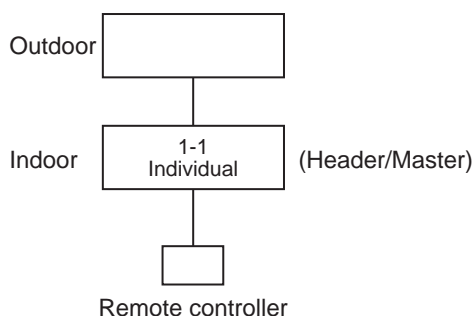 Outdoor
1-1
Individual
Indoor
(Header/Master)
Remote controller